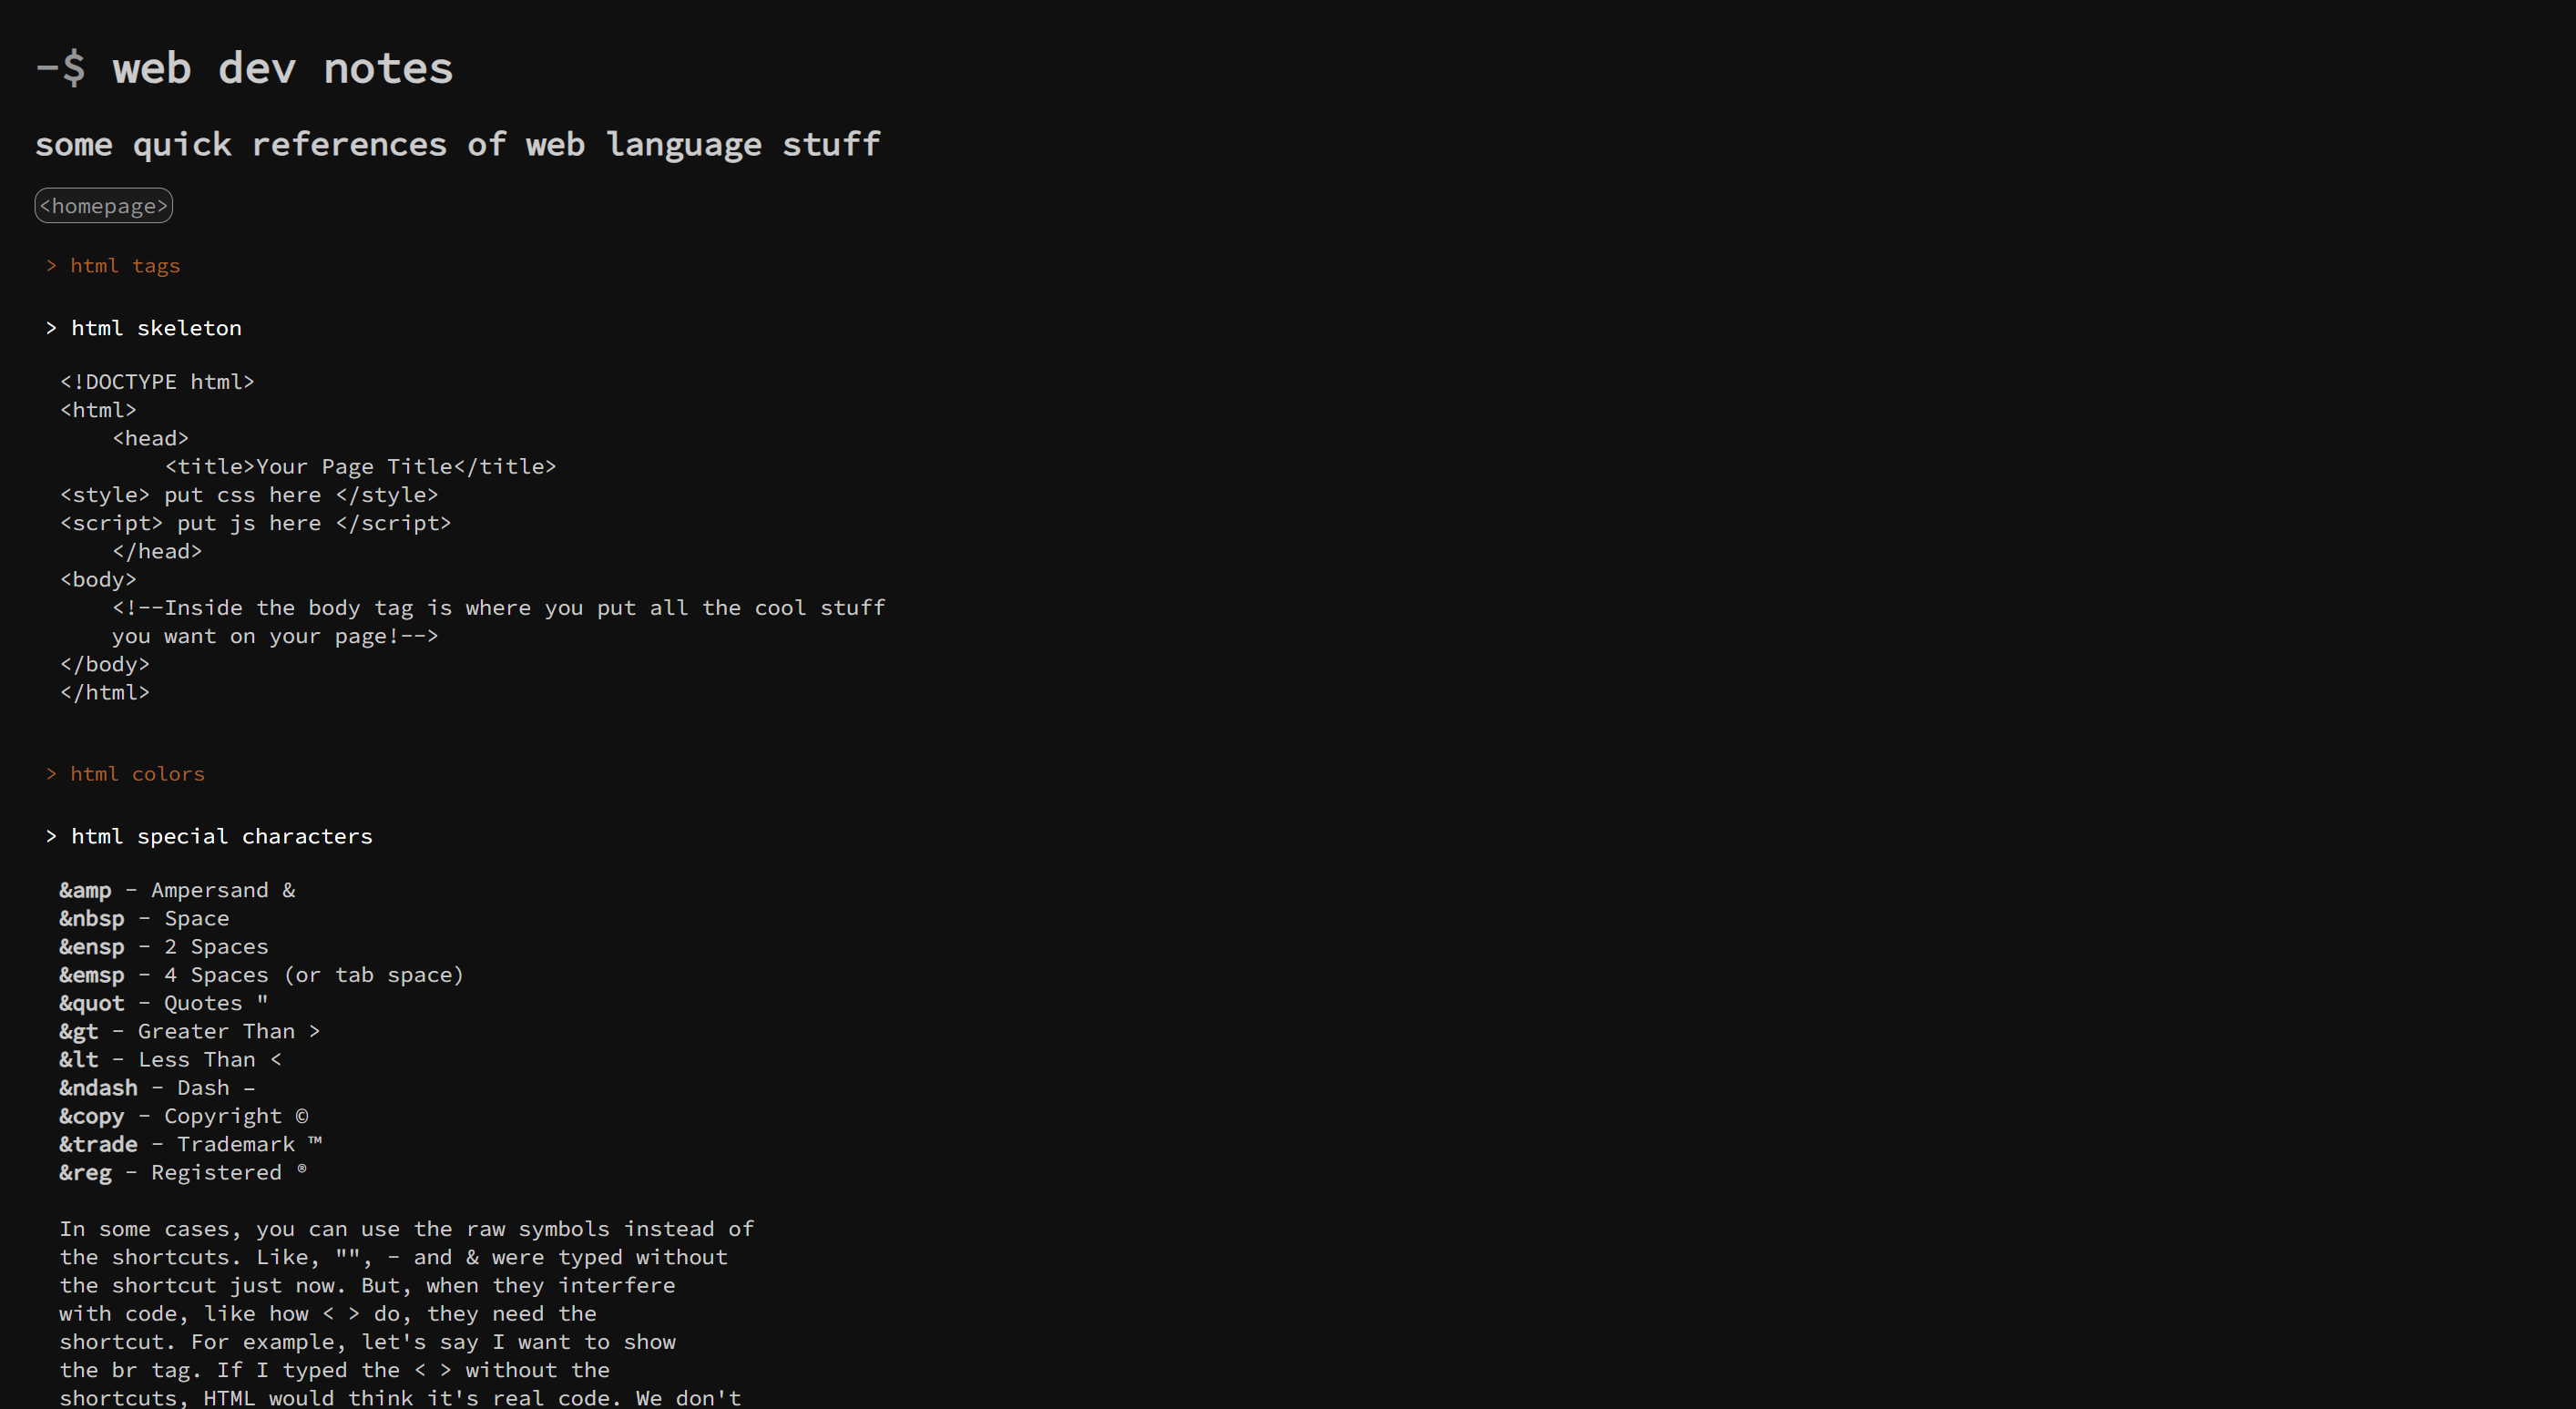 ~$ web dev notes
some quick references of web language stuff
<homepage>
> html tags
> html skeleton
<!DOCTYPE html>
<html>
<head>
<title>Your Page Title</title>
<style> put css here </style>
<script> put js here </script>
</head>
<body>
<!--Inside the body tag is where you put all the cool stuff
you want on your page!-->
</body>
</html>
> html colors
> html special characters
&amp - Ampersand &
&nbsp - Space
&ensp - 2 Spaces
&emsp - 4 Spaces (or tab space)
&quot - Quotes "
&gt - Greater Than >
&lt - Less Than <
&ndash - Dash –
&copy - Copyright ©
&trade - Trademark ™
&reg - Registered ®
In some cases, you can use the raw symbols instead of
the shortcuts. Like, "", - and & were typed without
the shortcut just now. But, when they interfere
with code, like how < > do, they need the
shortcut. For example, let's say I want to show
the br tag. If I typed the < > without the
shortcuts, HTML would think it's real code. We don't